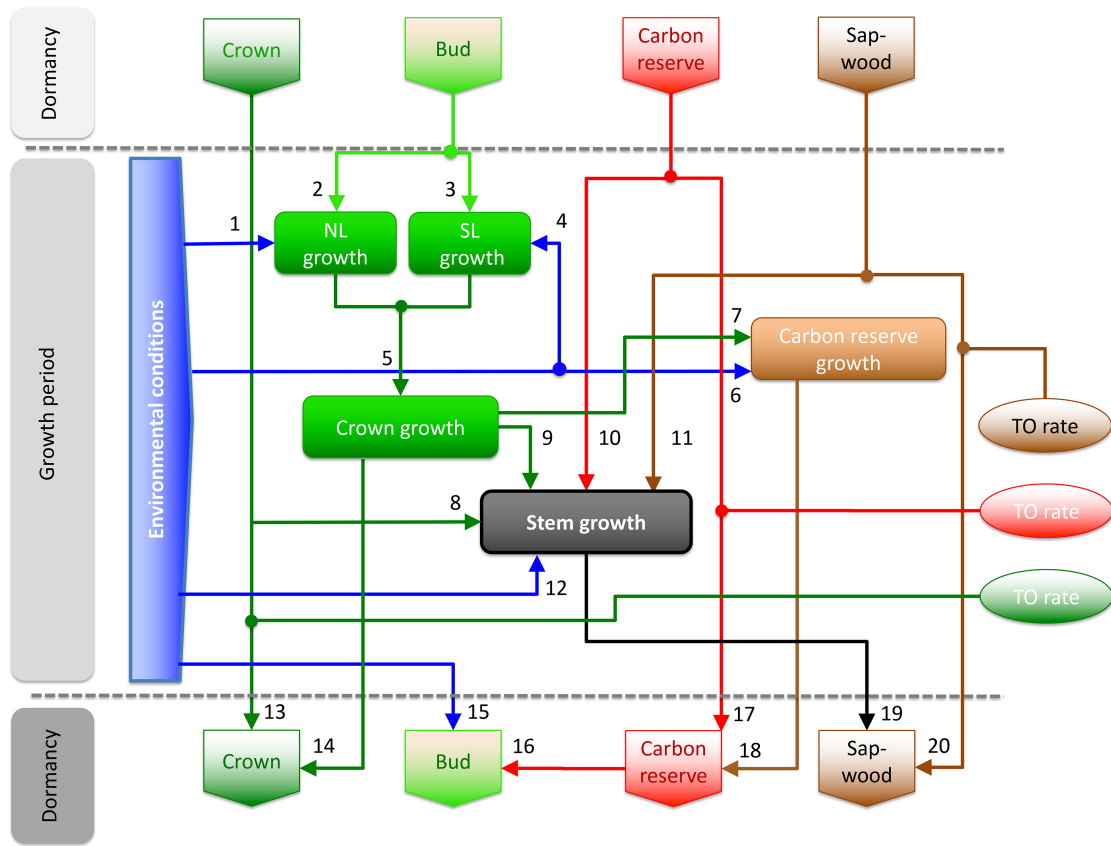 Dormancy
Crown
Bud
Carbon
reserve
Sap-
wood
Growth period
Environmental conditions
1
2
3
4
NL
growth
SL
growth
5
6
7
Carbon reserve
growth
Crown growth
8
9
10
11
TO rate
Stem growth
TO rate
12
TO rate
Dormancy
13
14
15
16
17
18
19
20
Crown
Bud
Carbon
reserve
Sap-
wood